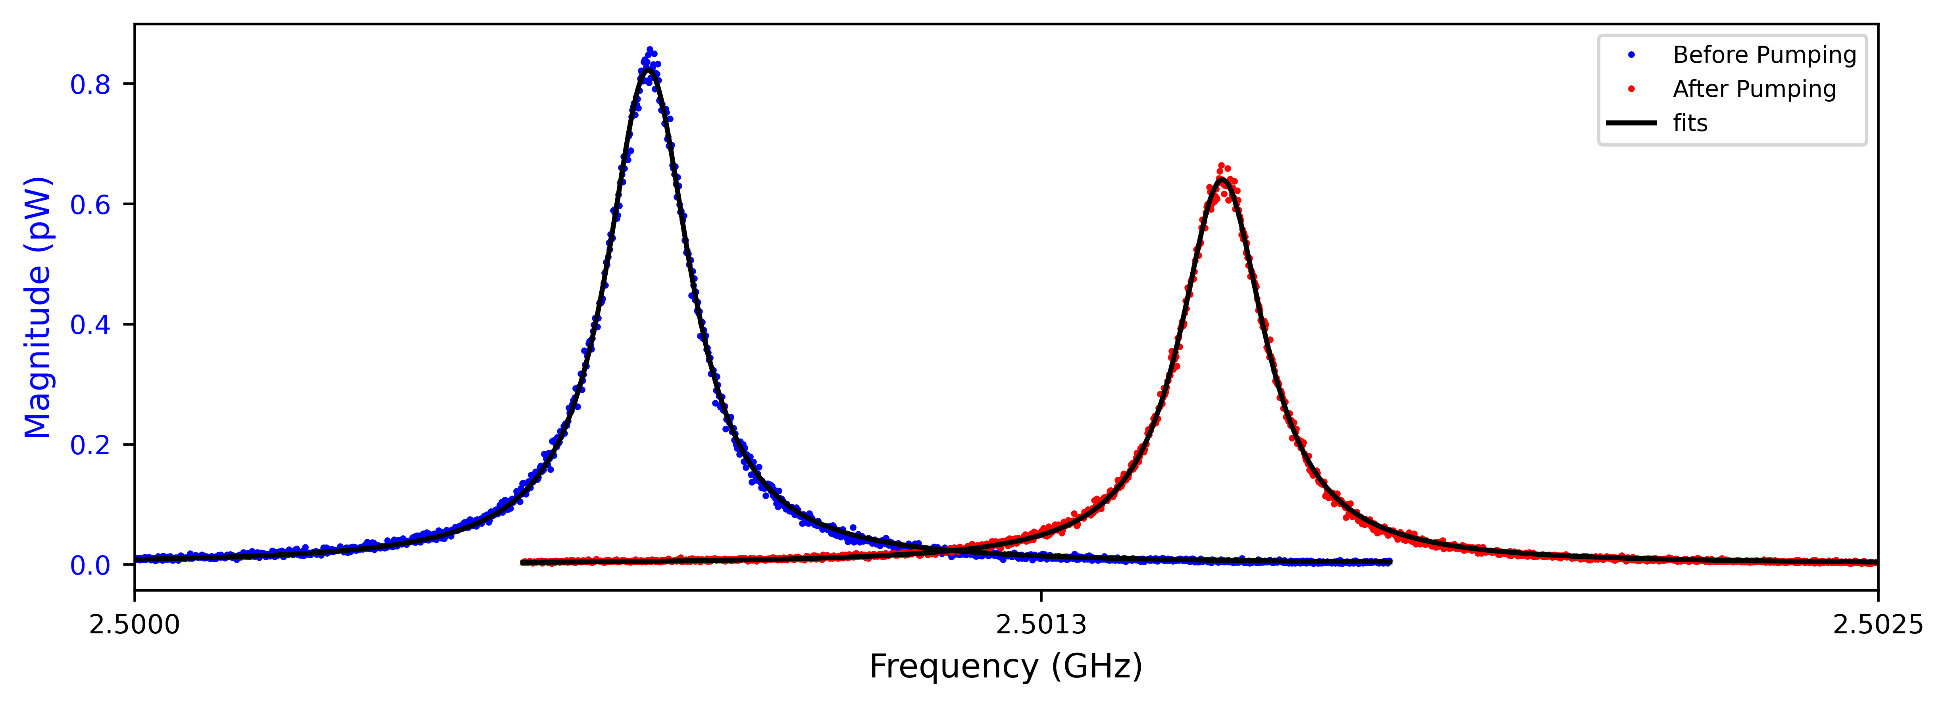 Before Pumping
After Pumping
fits
Magnitude (pW)
0.8
0.6
0.4
0.2
0.0
2.5000
2.5013
2.5025
Frequency (GHz)